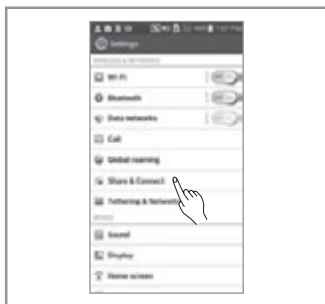 Settings
WIRELESS & NETWORKS
Wi-Fi
Bluetooth
Data networks
Call
Global roaming
Share & Connect
Tethering & Networks
DEVICE
Sound
Display
Home screen